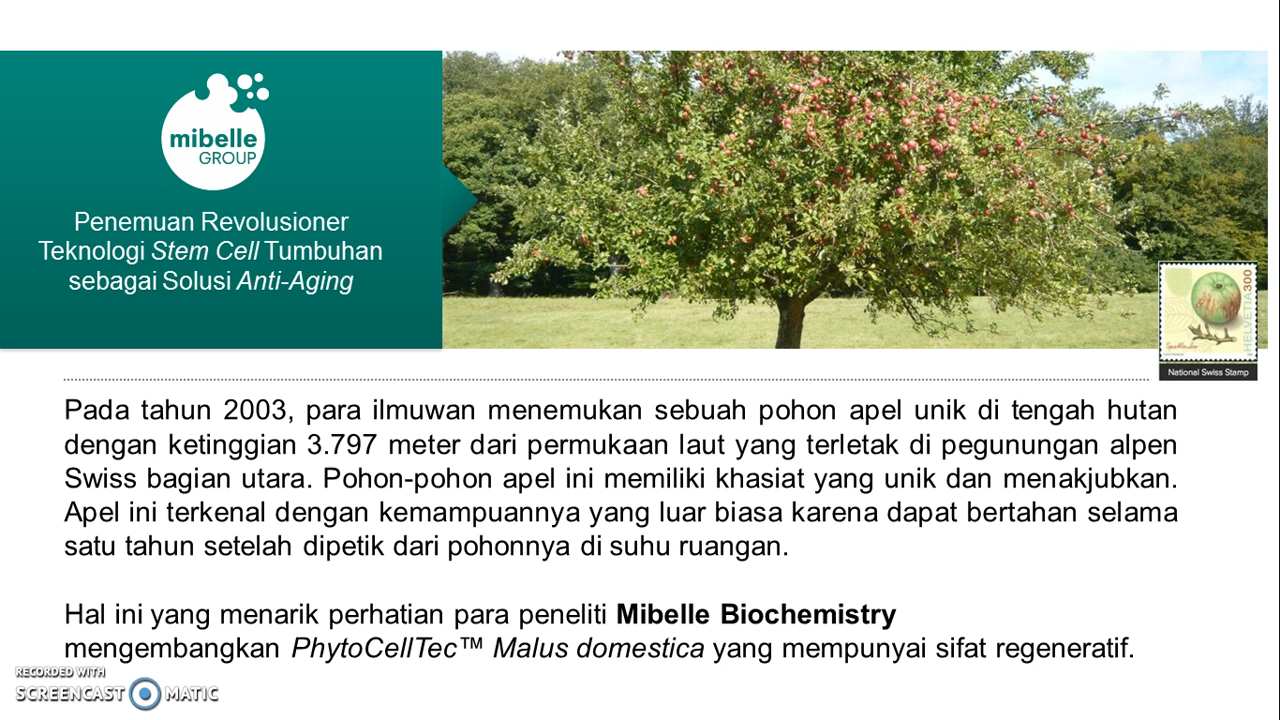 mibelle
GROUP
Penemuan Revolusioner
Teknologi Stem Cell Tumbuhan
sebagai Solusi Anti-Aging
HELVETIA 300
National Swiss Stamp
Pada tahun 2003, para ilmuwan menemukan sebuah pohon apel unik di tengah hutan
dengan ketinggian 3.797 meter dari permukaan laut yang terletak di pegunungan alpen
Swiss bagian utara. Pohon-pohon apel ini memiliki khasiat yang unik dan menakjubkan.
Apel ini terkenal dengan kemampuannya yang luar biasa karena dapat bertahan selama
satu tahun setelah dipetik dari pohonnya di suhu ruangan.
Hal ini yang menarik perhatian para peneliti Mibelle Biochemistry
mengembangkan PhytoCellTec™ Malus domestica yang mempunyai sifat regeneratif.
RECORDED WITH
SCREENCAST MATIC